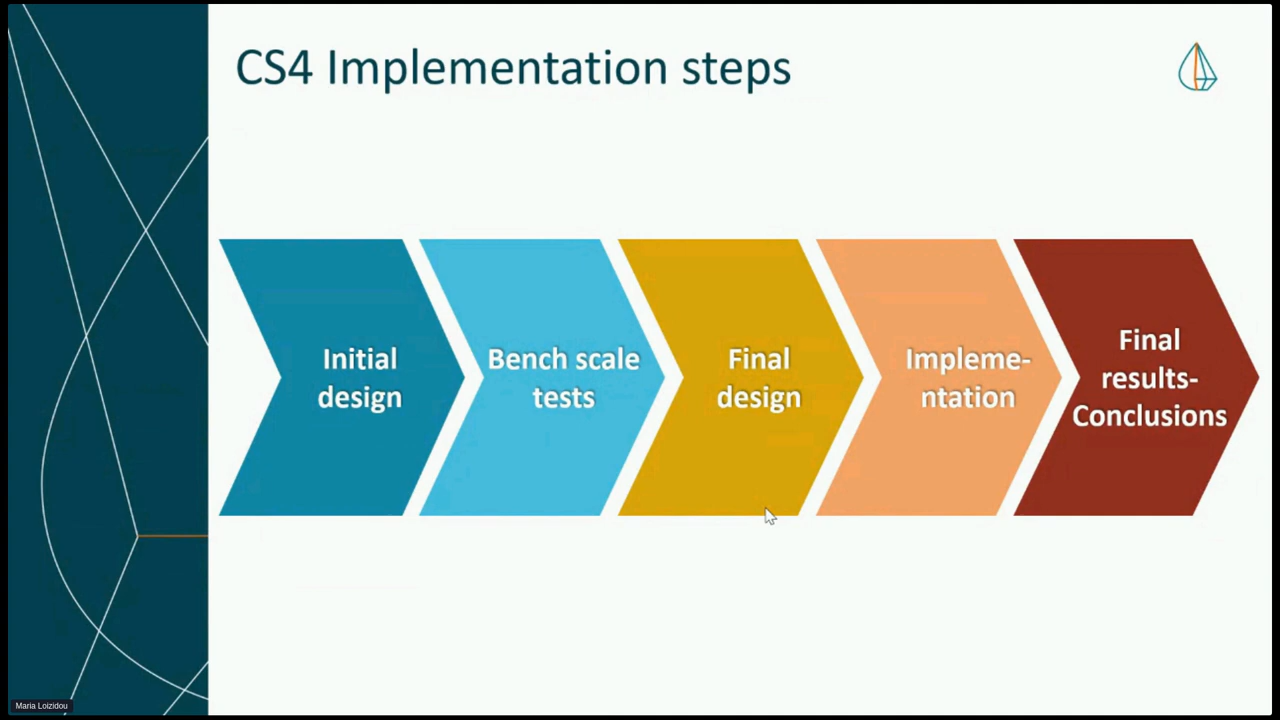 CS4 Implementation steps
Initial
design
Bench scale
tests
Final
design
Impleme-
ntation
Final
results-
Conclusions
Maria Loizidou